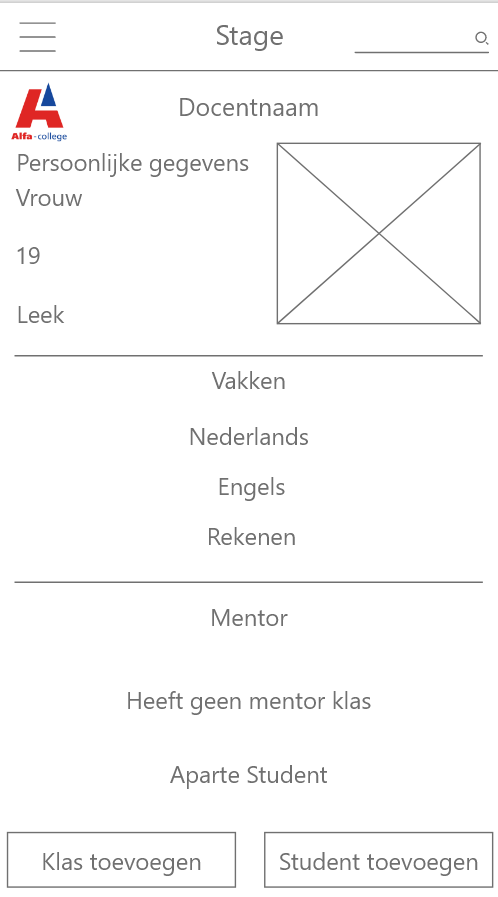 Stage
Docentnaam
Alfa-college
Persoonlijke gegevens
Vrouw
19
Leek
Vakken
Nederlands
Engels
Rekenen
Mentor
Heeft geen mentor klas
Aparte Student
Klas toevoegen
Student toevoegen